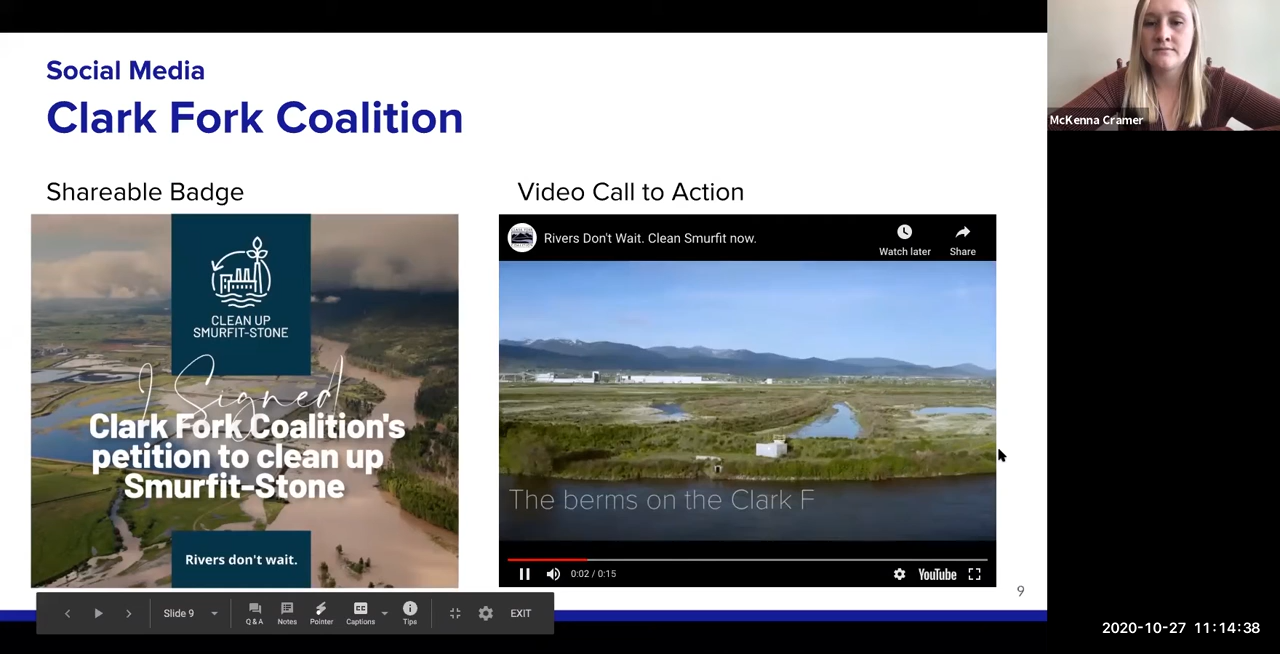 Social Media
Clark Fork Coalition
McKenna Cramer
Shareable Badge
Video Call to Action
CLEAN UP
SMURFIT-STONE
I Signed
Clark Fork Coalition's
petition to clean up
Smurfit-Stone
Rivers don't wait.
Rivers Don't Wait. Clean Smurfit now.
Watch later
Share
The berms on the Clark F
0:02 / 0:15
YouTube
9
Slide 9
Q & A
Notes
Pointer
CC
Captions
Tips
EXIT
2020-10-27 11:14:38